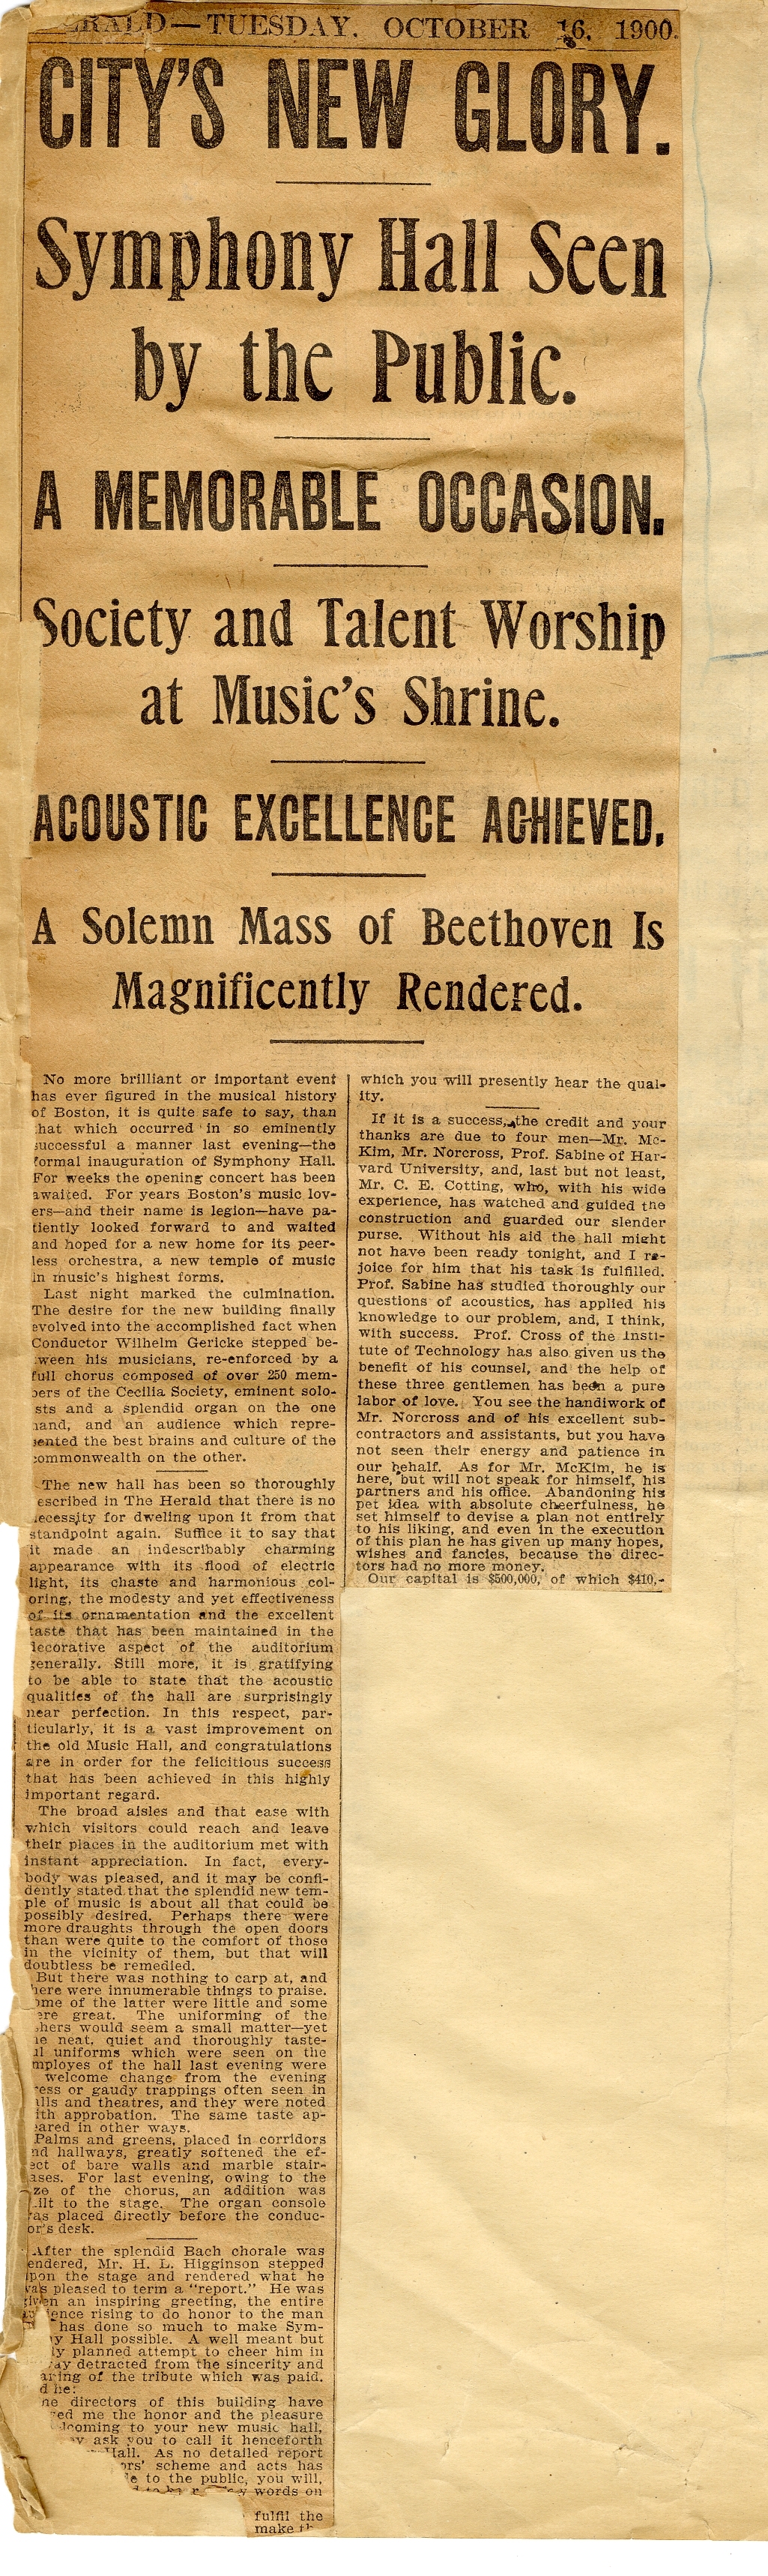 ERALD—TUESDAY, OCTOBER 16, 1900.
CITY'S NEW GLORY.
Symphony Hall Seen
by the Public.
A MEMORABLE OCCASION.
Society and Talent Worship
at Music's Shrine.
ACOUSTIC EXCELLENCE ACHIEVED.
A Solemn Mass of Beethoven Is
Magnificently Rendered.
No more brilliant or important event
has ever figured in the musical history
of Boston, it is quite safe to say, than
hat which occurred in so eminently
uccessful a manner last evening—the
formal inauguration of Symphony Hall.
For weeks the opening concert has been
awaited. For years Boston's music lov-
ers—and their name is legion—have pa-
tiently looked forward to and waited
and hoped for a new home for its peer-
less orchestra, a new temple of music
in music's highest forms.
Last night marked the culmination.
The desire for the new building finally
evolved into the accomplished fact when
Conductor Wilhelm Gericke stepped be-
ween his musicians, re-enforced by a
full chorus composed of over 250 mem-
bers of the Cecilia Society, eminent solo-
sts and a splendid organ on the one
hand, and an audience which repre-
sented the best brains and culture of the
commonwealth on the other.
The new hall has been so thoroughly
escribed in The Herald that there is no
necessity for dweling upon it from that
standpoint again. Suffice it to say that
it made an indescribably charming
appearance with its flood of electric
light, its chaste and harmonious col-
oring, the modesty and yet effectiveness
of its ornamentation and the excellent
taste that has been maintained in the
decorative aspect of the auditorium
generally. Still more, it is gratifying
to be able to state that the acoustic
qualities of the hall are surprisingly
near perfection. In this respect, par-
ticularly, it is a vast improvement on
the old Music Hall, and congratulations
are in order for the felicitious success
that has been achieved in this highly
important regard.
The broad aisles and that ease with
which visitors could reach and leave
their places in the auditorium met with
instant appreciation. In fact, every-
body was pleased, and it may be confi-
dently stated that the splendid new tem-
ple of music is about all that could be
possibly desired. Perhaps there were
more draughts through the open doors
than were quite to the comfort of those
in the vicinity of them, but that will
doubtless be remedied.
But there was nothing to carp at, and
here were innumerable things to praise.
ome of the latter were little and some
ere great. The uniforming of the
hers would seem a small matter—yet
he neat, quiet and thoroughly taste-
ul uniforms which were seen on the
mployes of the hall last evening were
welcome change from the evening
ress or gaudy trappings often seen in
alls and theatres, and they were noted
ith approbation. The same taste ap-
eared in other ways.
Palms and greens, placed in corridors
nd hallways, greatly softened the ef-
ect of bare walls and marble stair-
ases. For last evening, owing to the
ze of the chorus, an addition was
ilt to the stage. The organ console
as placed directly before the conduc-
or's desk.
After the splendid Bach chorale was
endered, Mr. H. L. Higginson stepped
upon the stage and rendered what he
was pleased to term a "report." He was
given an inspiring greeting, the entire
ence rising to do honor to the man
has done so much to make Sym-
y Hall possible. A well meant but
ly planned attempt to cheer him in
ay detracted from the sincerity and
aring of the tribute which was paid.
d he:
he directors of this building have
ed me the honor and the pleasure
lcoming to your new music hall,
ay ask you to call it henceforth
Hall. As no detailed report
ors' scheme and acts has
e to the public, you will,
words on
fulfil the
make
which you will presently hear the qual-
ity.
If it is a success, the credit and your
thanks are due to four men—Mr. Mc-
Kim, Mr. Norcross, Prof. Sabine of Har-
vard University, and, last but not least,
Mr. C. E. Cotting, who, with his wide
experience, has watched and guided the
construction and guarded our slender
purse. Without his aid the hall might
not have been ready tonight, and I re-
joice for him that his task is fulfilled.
Prof. Sabine has studied thoroughly our
questions of acoustics, has applied his
knowledge to our problem, and, I think,
with success. Prof. Cross of the Insti-
tute of Technology has also given us the
benefit of his counsel, and the help of
these three gentlemen has been a pure
labor of love. You see the handiwork of
Mr. Norcross and of his excellent sub-
contractors and assistants, but you have
not seen their energy and patience in
our behalf. As for Mr. McKim, he is
here, but will not speak for himself, his
partners and his office. Abandoning his
pet idea with absolute cheerfulness, he
set himself to devise a plan not entirely
to his liking, and even in the execution
of this plan he has given up many hopes,
wishes and fancies, because the direc-
tors had no more money.
Our capital is $500,000, of which $410,-